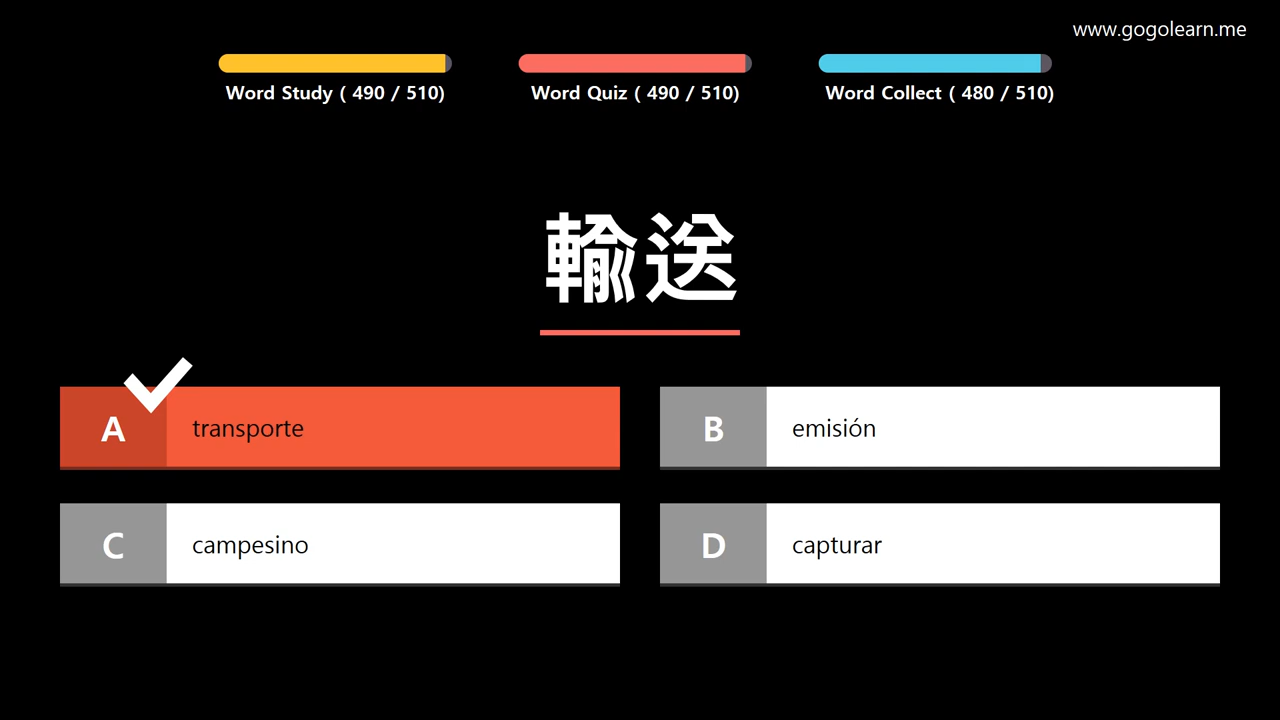 www.gogolearn.me
Word Study ( 490 / 510)
Word Quiz ( 490 / 510)
Word Collect ( 480 / 510)
輸送
A transporte
B emisión
C campesino
D capturar